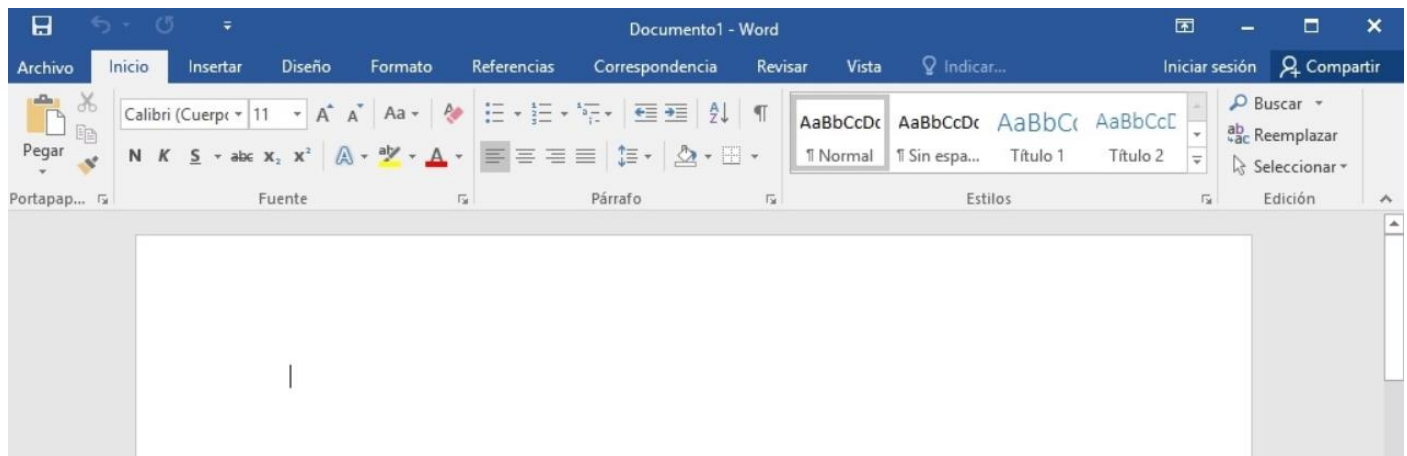 Documento1 - Word
Archivo Inicio Insertar Diseño Formato Referencias Correspondencia Revisar Vista Indicar... Iniciar sesión Compartir
Calibri (Cuerpo 11 A A Aa AaBbCcDc AaBbCcDc AaBbCc AaBbCcD Buscar
Pegar N K S abc x₂ x² A aby A ¶ Normal ¶ Sin espa... Título 1 Título 2 Reemplazar
Seleccionar
Portapap... Fuente Párrafo Estilos Edición